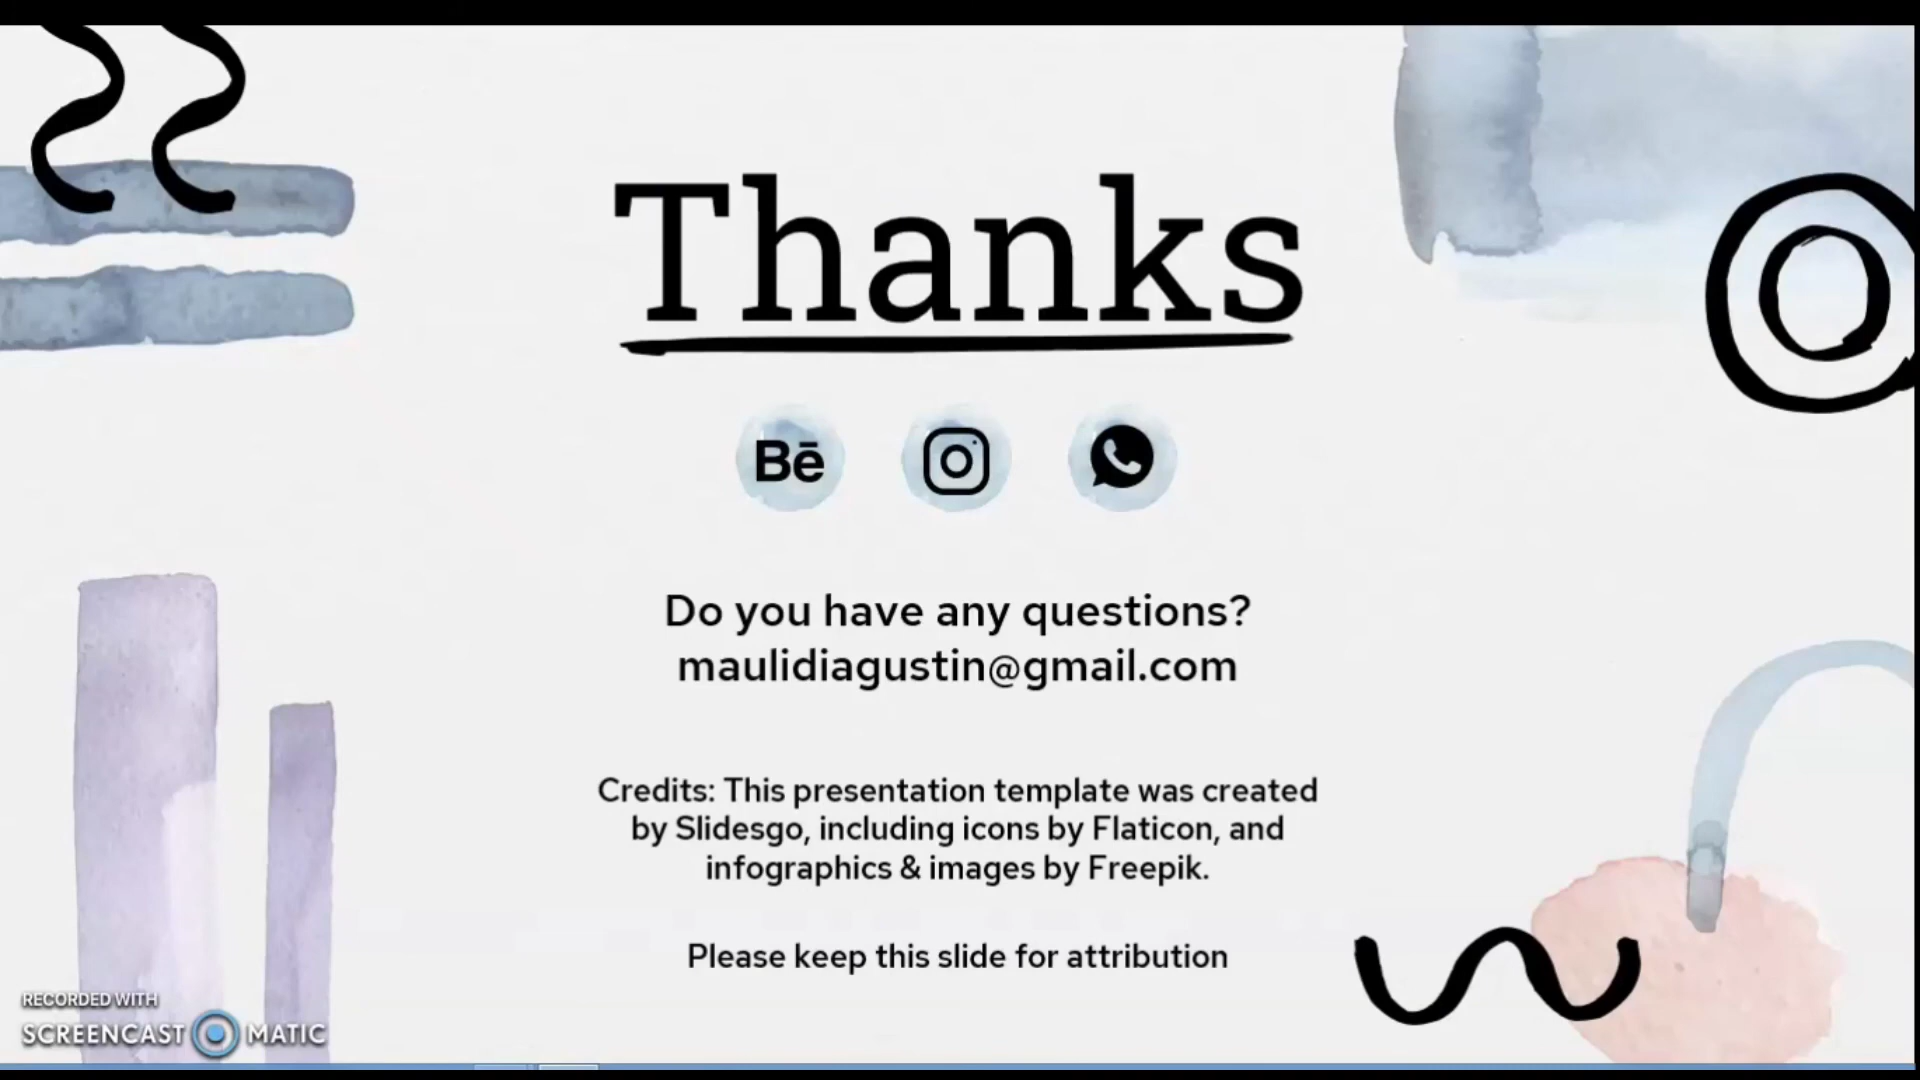 Thanks
Bē
Do you have any questions?
maulidiagustin@gmail.com
Credits: This presentation template was created
by Slidesgo, including icons by Flaticon, and
infographics & images by Freepik.
Please keep this slide for attribution
RECORDED WITH
SCREENCAST MATIC